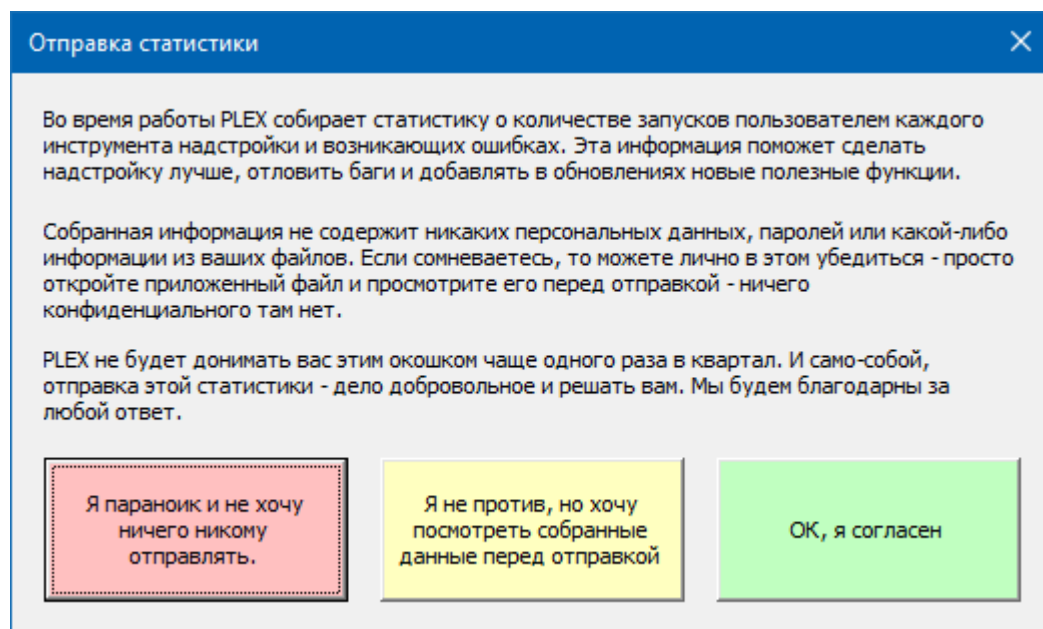 Отправка статистики
Во время работы PLEX собирает статистику о количестве запусков пользователем каждого
инструмента надстройки и возникающих ошибках. Эта информация поможет сделать
надстройку лучше, отловить баги и добавлять в обновлениях новые полезные функции.
Собранная информация не содержит никаких персональных данных, паролей или какой-либо
информации из ваших файлов. Если сомневаетесь, то можете лично в этом убедиться - просто
откройте приложенный файл и просмотрите его перед отправкой - ничего
конфиденциального там нет.
PLEX не будет донимать вас этим окошком чаще одного раза в квартал. И само-собой,
отправка этой статистики - дело добровольное и решать вам. Мы будем благодарны за
любой ответ.
Я параноик и не хочу
ничего никому
отправлять.
Я не против, но хочу
посмотреть собранные
данные перед отправкой
ОК, я согласен